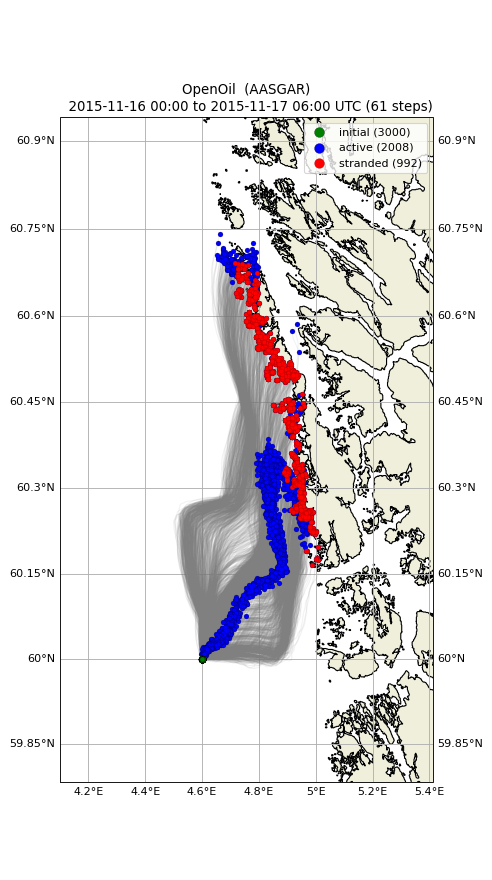 OpenOil  (AASGAR)
2015-11-16 00:00 to 2015-11-17 06:00 UTC (61 steps)
initial (3000)
active (2008)
stranded (992)
60.9°N 60.9°N
60.75°N 60.75°N
60.6°N 60.6°N
60.45°N 60.45°N
60.3°N 60.3°N
60.15°N 60.15°N
60°N 60°N
59.85°N 59.85°N
4.2°E 4.4°E 4.6°E 4.8°E 5°E 5.2°E 5.4°E